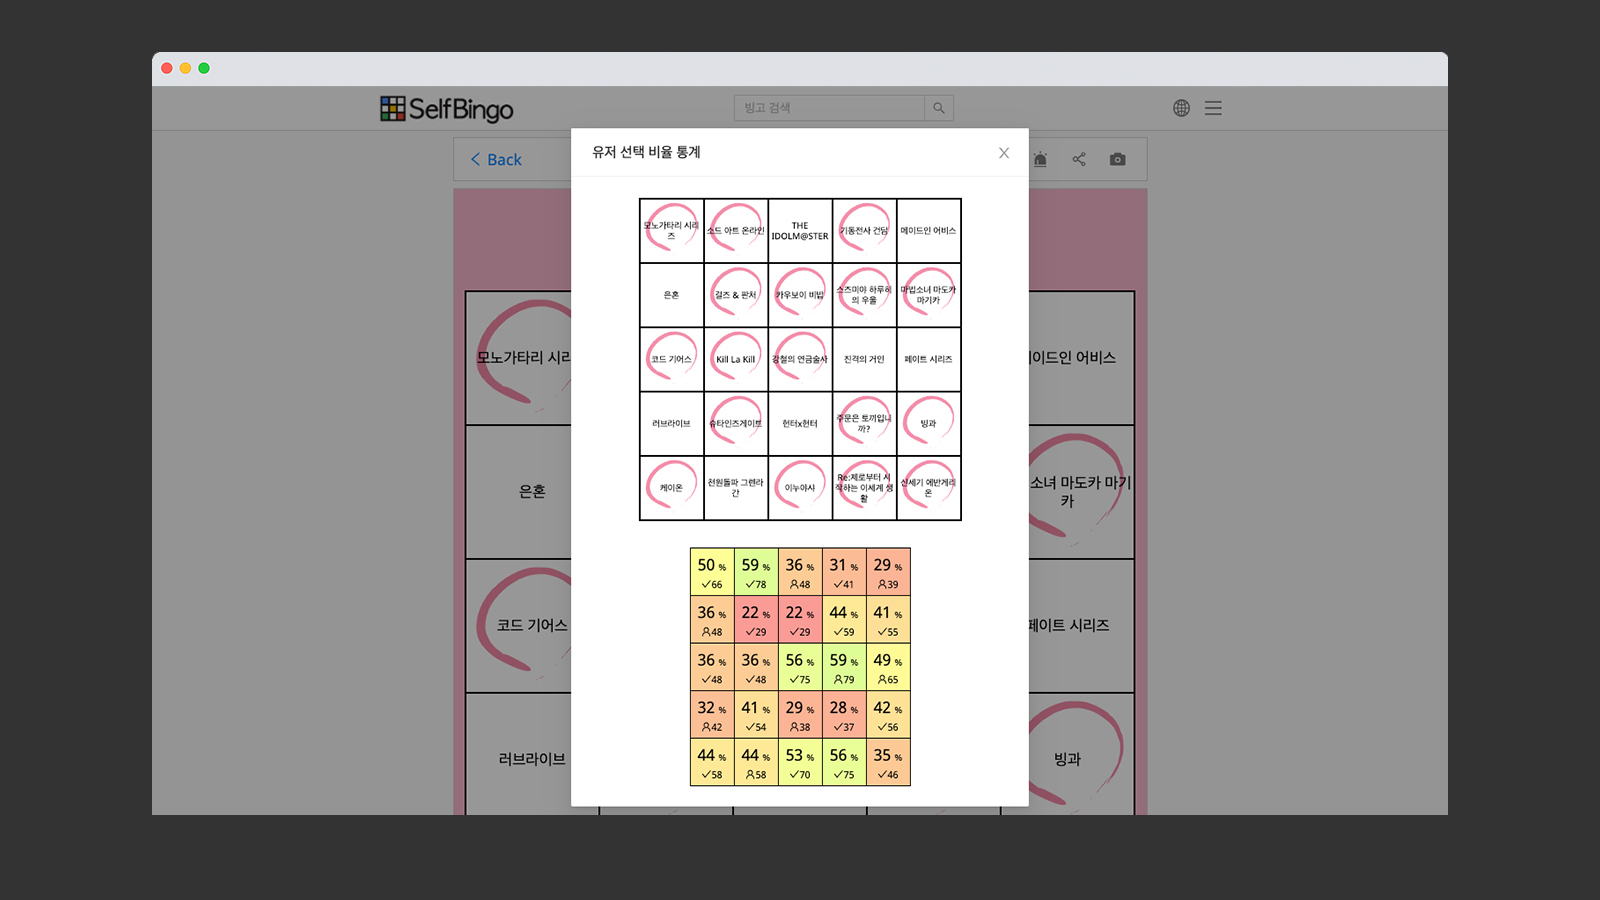 SelfBingo
빙고 검색
Back
유저 선택 비율 통계
모노가타리 시리
즈
소드 아트 온라인
THE
IDOLM@STER
기동전사 건담
메이드인 어비스
은혼
걸즈 & 판처
카우보이 비밥
스즈미야 하루히
의 우울
마법소녀 마도카
마기카
코드 기어스
Kill La Kill
강철의 연금술사
진격의 거인
페이트 시리즈
러브라이브
슈타인즈게이트
헌터x헌터
주문은 토끼입니
까?
빙과
케이온
천원돌파 그렌라
간
이누야샤
Re:제로부터 시
작하는 이세계 생
활
신세기 에반게리
온
50 % 59 % 36 % 31 % 29 %
66 78 48 41 39
36 % 22 % 22 % 44 % 41 %
48 29 29 59 55
36 % 36 % 56 % 59 % 49 %
48 48 75 79 65
32 % 41 % 29 % 28 % 42 %
42 54 38 37 56
44 % 44 % 53 % 56 % 35 %
58 58 70 75 46
모노가타리 시리
이드인 어비스
은혼
소녀 마도카 마기
카
코드 기어스
페이트 시리즈
러브라이브
빙과